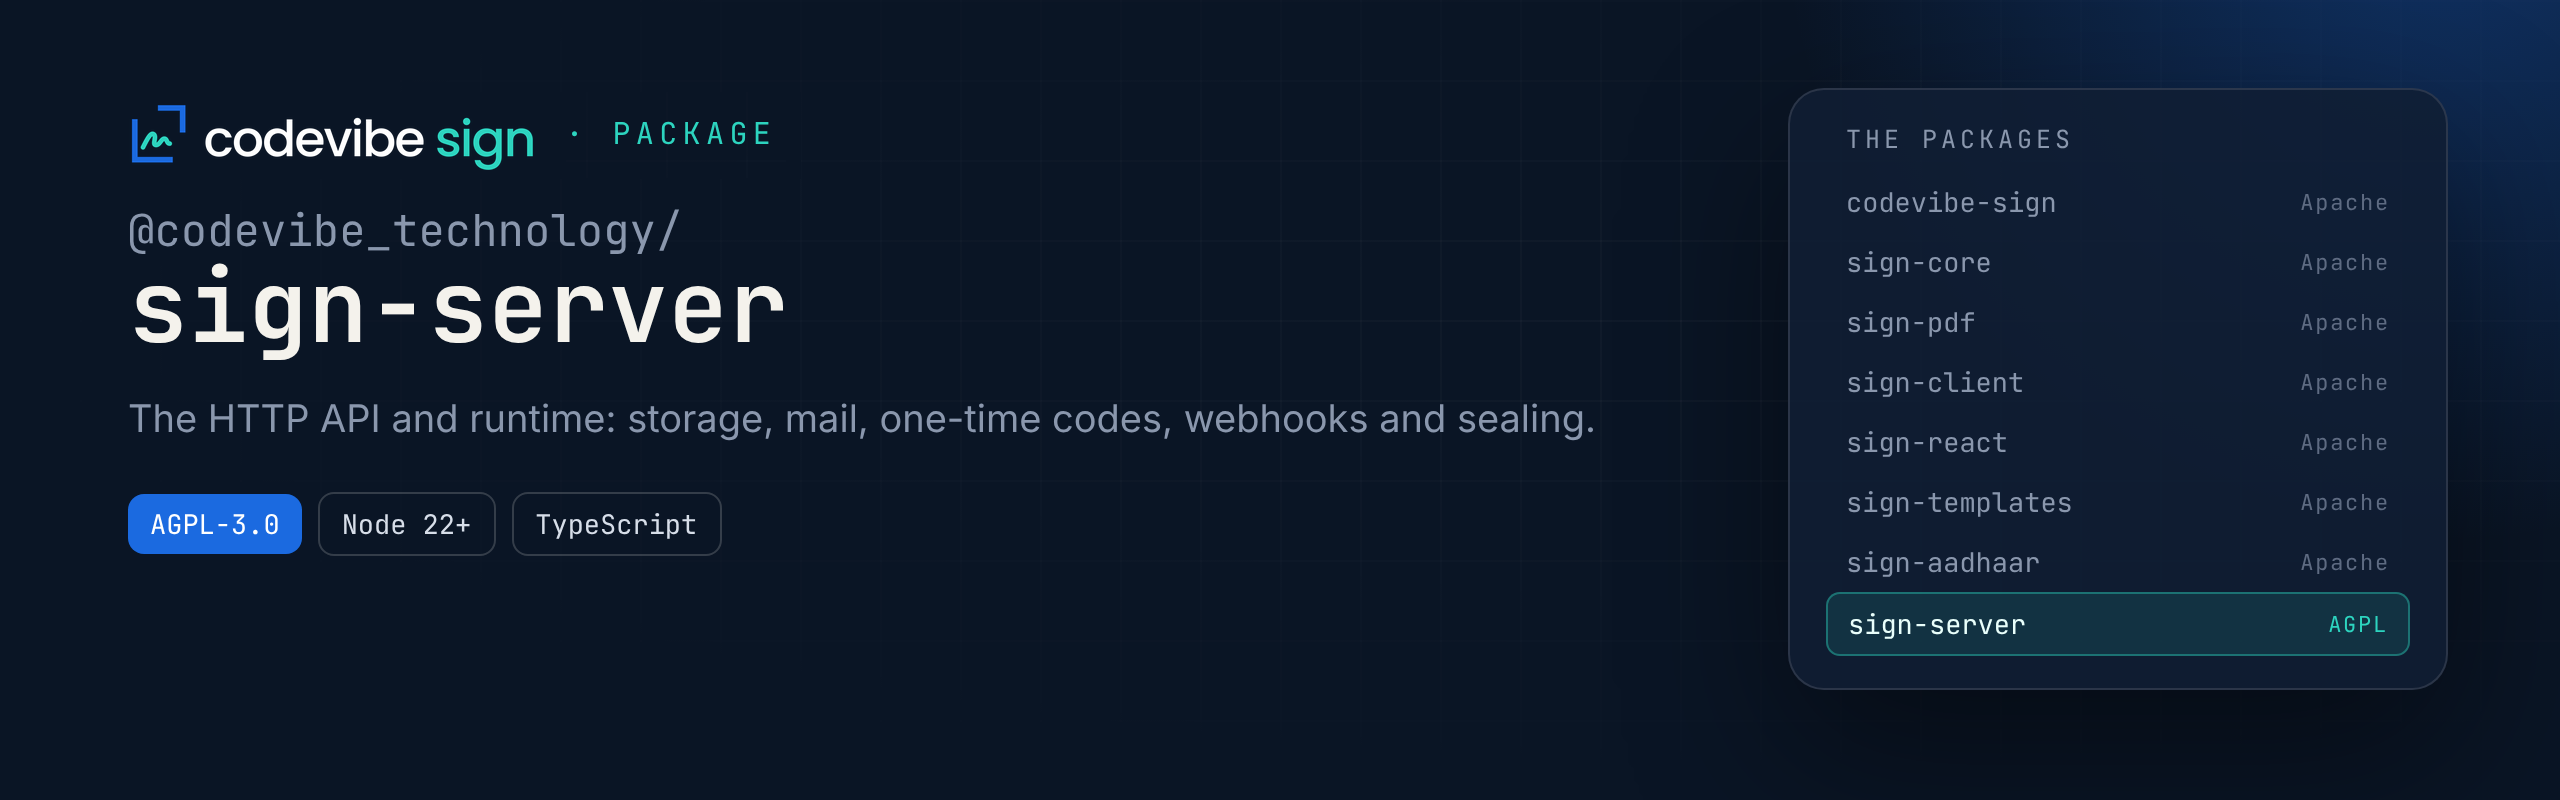 codevibe sign · PACKAGE
@codevibe_technology/
sign-server
The HTTP API and runtime: storage, mail, one-time codes, webhooks and sealing.
AGPL-3.0 Node 22+ TypeScript
THE PACKAGES
codevibe-sign Apache
sign-core Apache
sign-pdf Apache
sign-client Apache
sign-react Apache
sign-templates Apache
sign-aadhaar Apache
sign-server AGPL